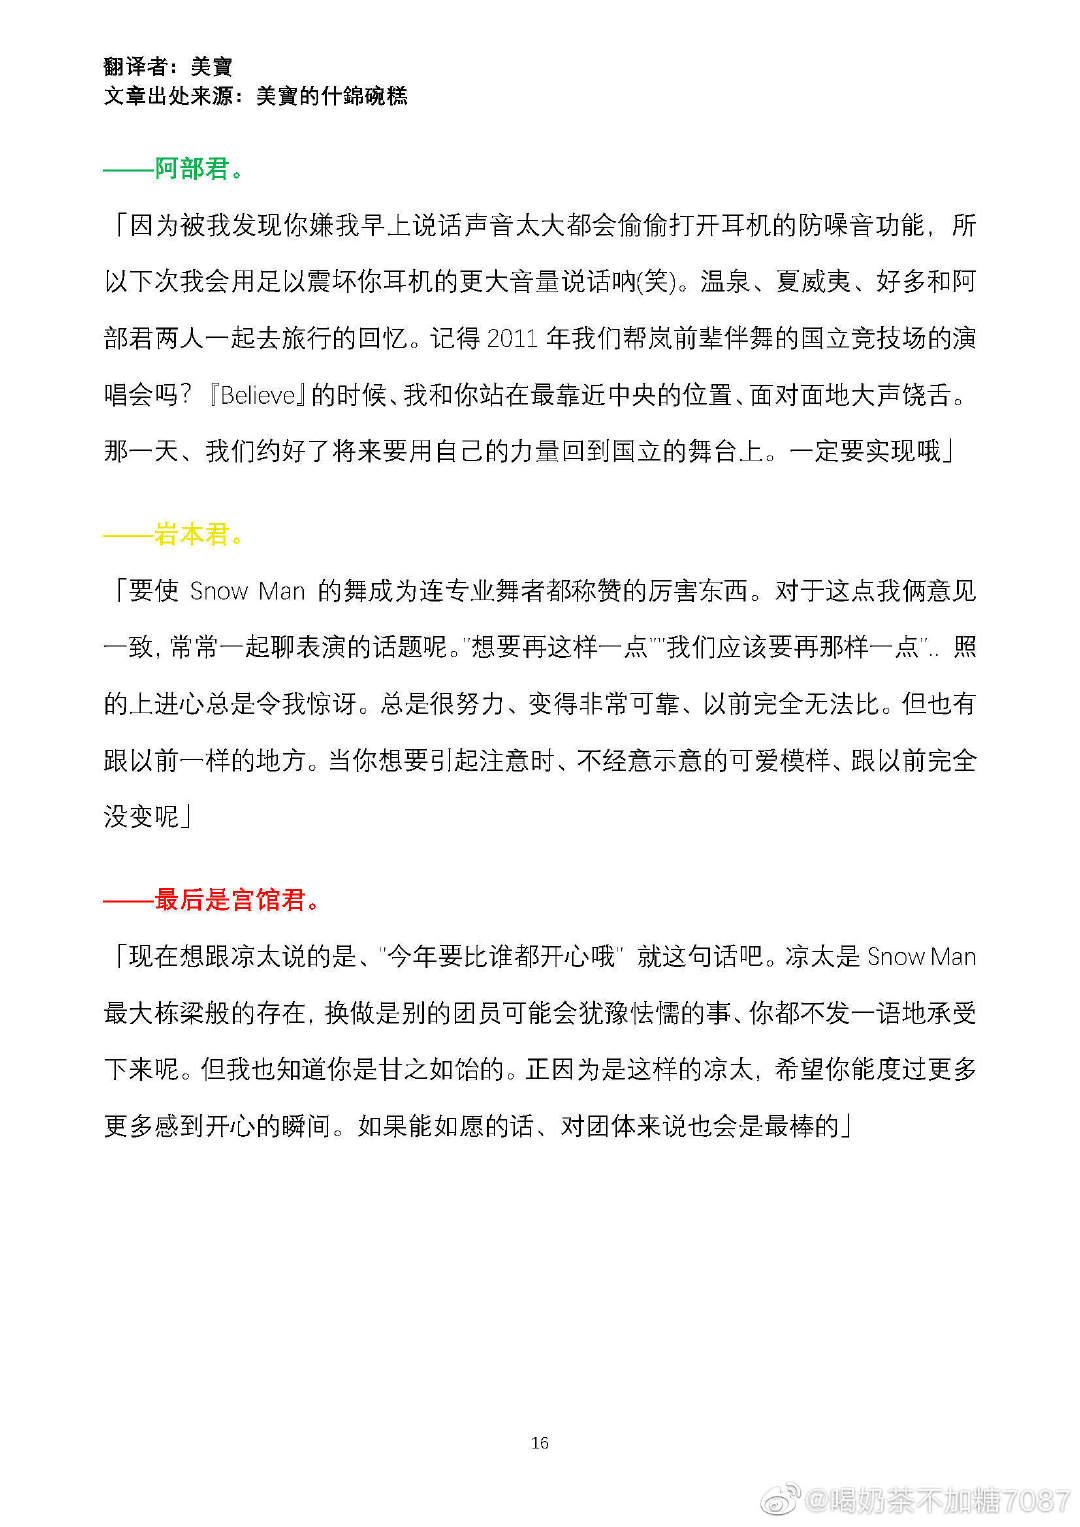 翻译者：美寶
文章出处来源：美寶的什錦碗糕
——阿部君。
「因为被我发现你嫌我早上说话声音太大都会偷偷打开耳机的防噪音功能，所
以下次我会用足以震坏你耳机的更大音量说话呐(笑)。温泉、夏威夷、好多和阿
部君两人一起去旅行的回忆。记得 2011 年我们帮岚前辈伴舞的国立竞技场的演
唱会吗？『Believe』的时候、我和你站在最靠近中央的位置、面对面地大声饶舌。
那一天、我们约好了将来要用自己的力量回到国立的舞台上。一定要实现哦」
——岩本君。
「要使 Snow Man 的舞成为连专业舞者都称赞的厉害东西。对于这点我俩意见
一致，常常一起聊表演的话题呢。"想要再这样一点""我们应该要再那样一点".. 照
的上进心总是令我惊讶。总是很努力、变得非常可靠、以前完全无法比。但也有
跟以前一样的地方。当你想要引起注意时、不经意示意的可爱模样、跟以前完全
没变呢」
——最后是宫馆君。
「现在想跟凉太说的是、"今年要比谁都开心哦" 就这句话吧。凉太是 Snow Man
最大栋梁般的存在，换做是别的团员可能会犹豫怯懦的事、你都不发一语地承受
下来呢。但我也知道你是甘之如饴的。正因为是这样的凉太，希望你能度过更多
更多感到开心的瞬间。如果能如愿的话、对团体来说也会是最棒的」
16
@喝奶茶不加糖7087